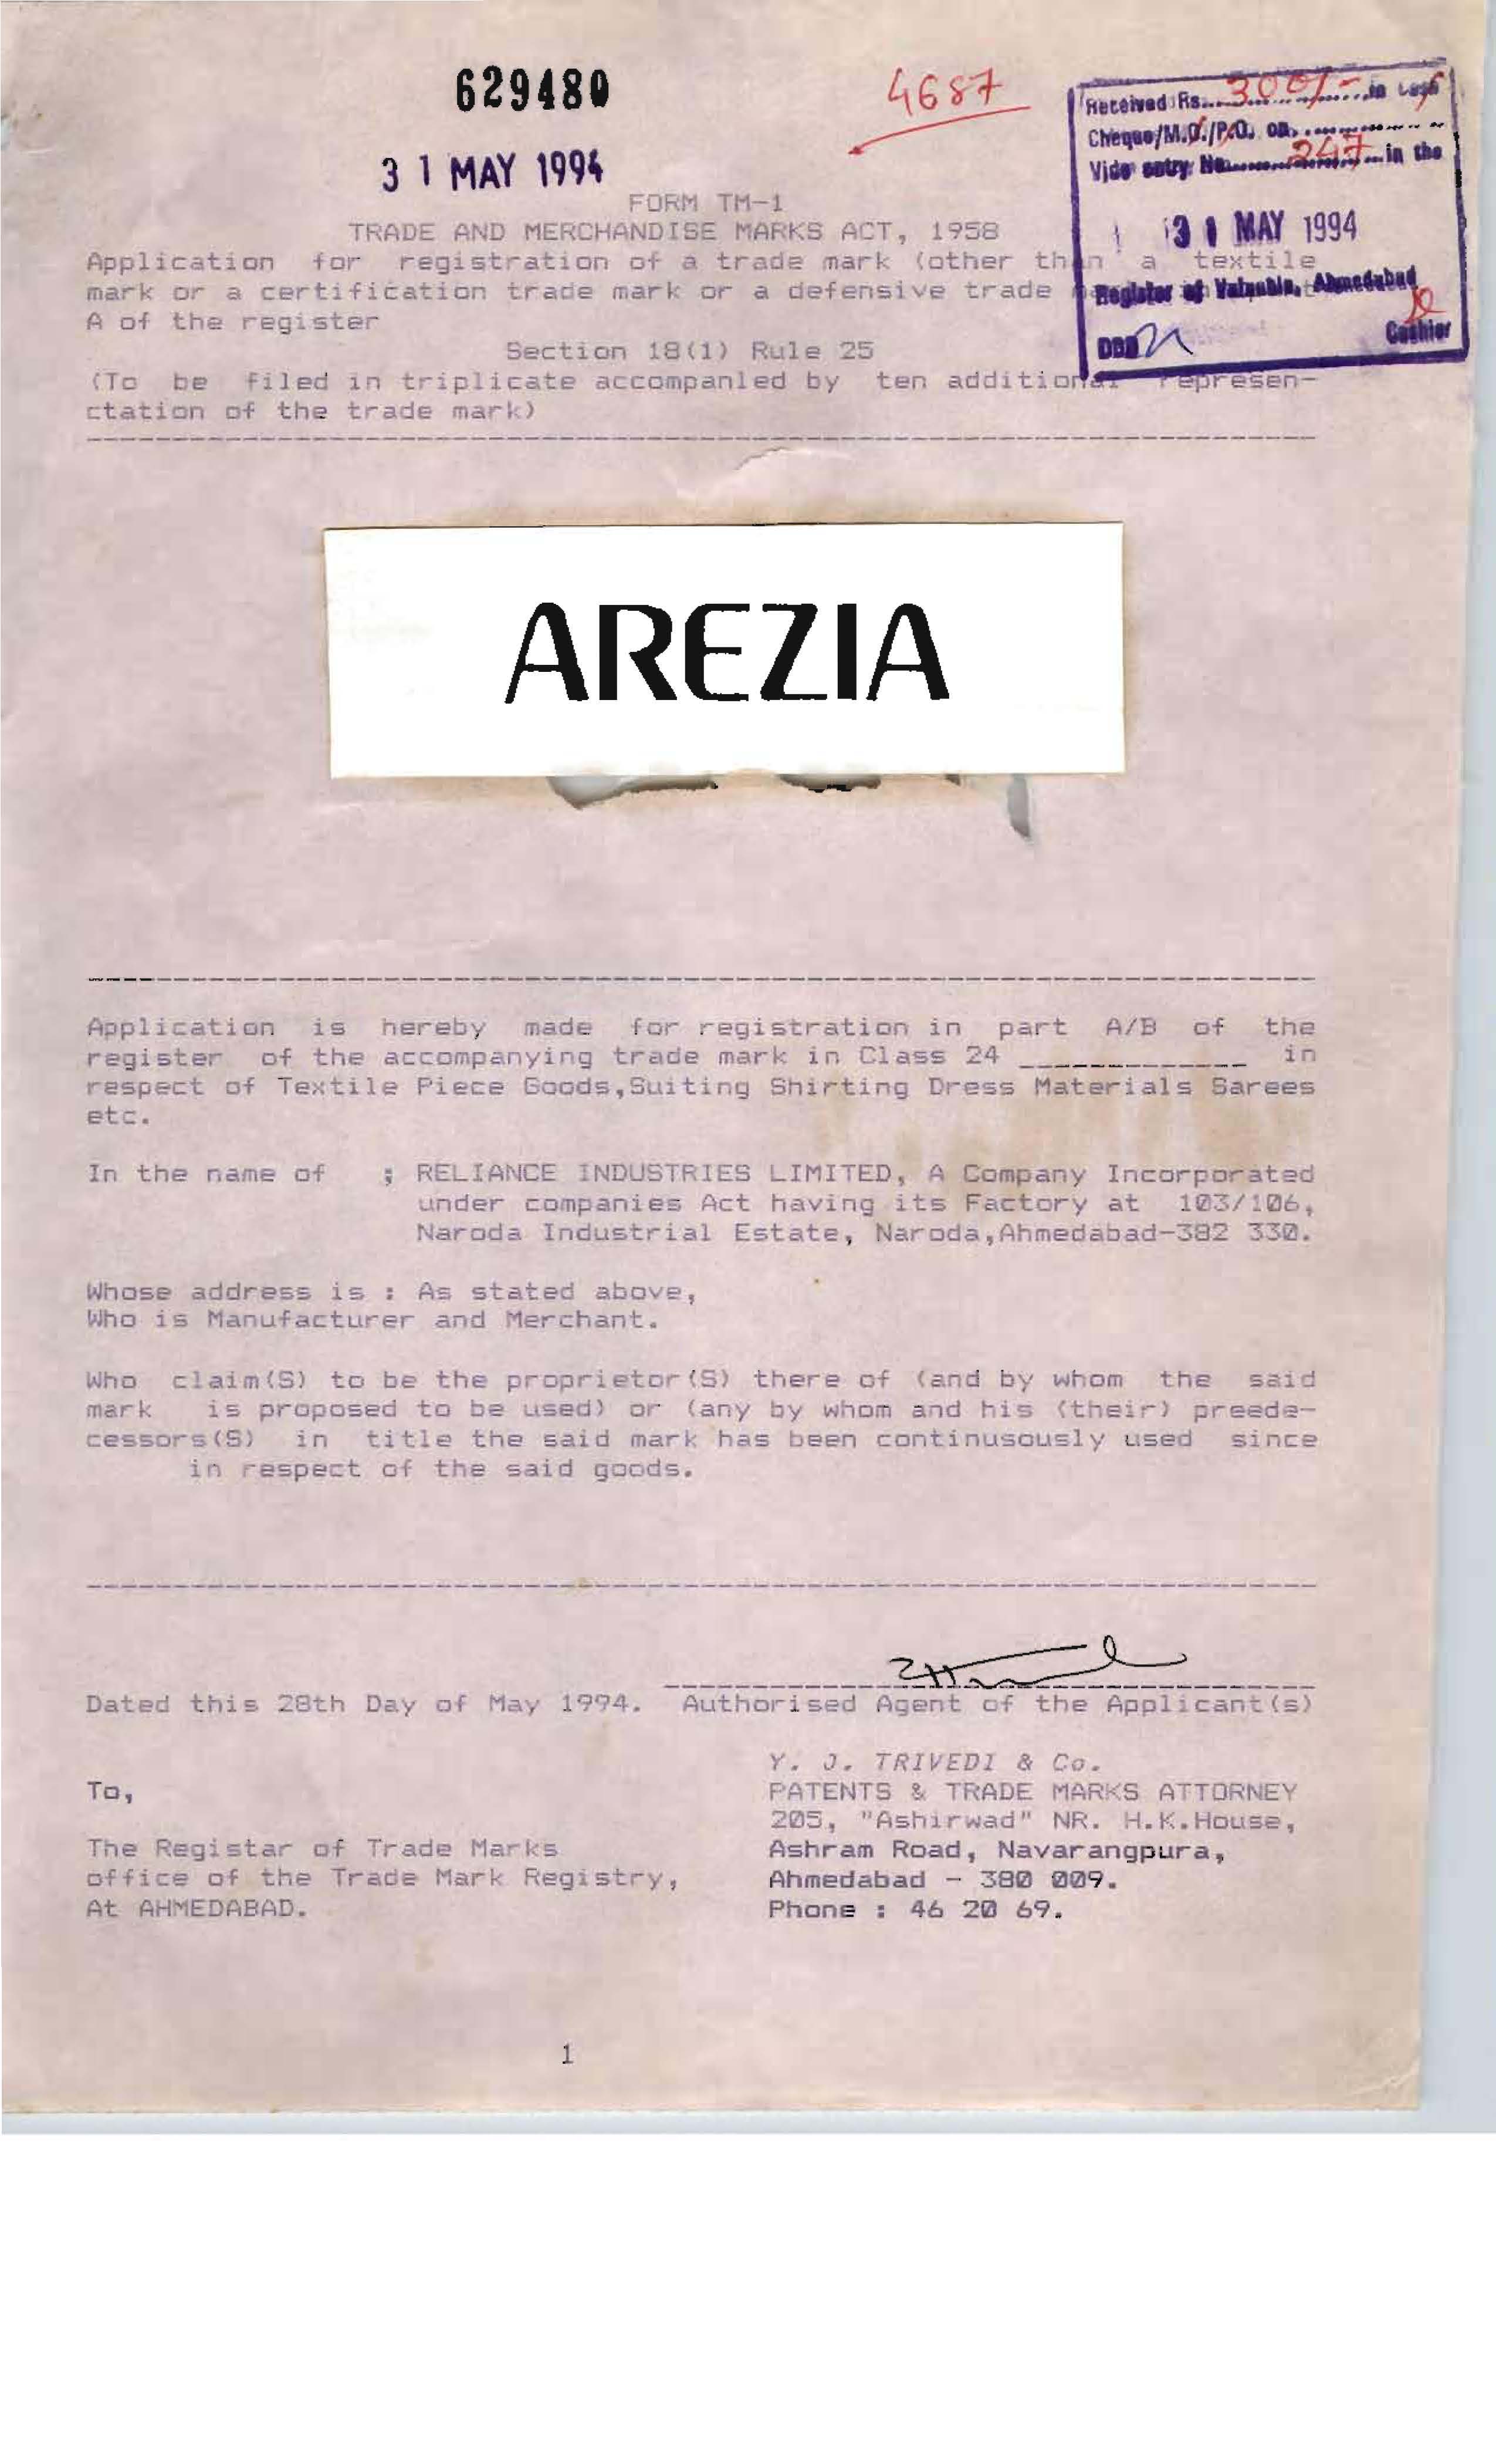 629480
4687
31 MAY 1994
Received Rs. 300/- in cash
Cheque/M.O./P.O. on
Vide entry No. 247 in the
31 MAY 1994
Register of Valuable, Ahmedabad
Cashier
FORM TM-1
TRADE AND MERCHANDISE MARKS ACT, 1958
Application for registration of a trade mark (other than a textile
mark or a certification trade mark or a defensive trade
A of the register
Section 18(1) Rule 25
(To be filed in triplicate accompanied by ten additional represen-
ctation of the trade mark)
AREZIA
Application is hereby made for registration in part A/B of the
register of the accompanying trade mark in Class 24 _____________ in
respect of Textile Piece Goods,Suiting Shirting Dress Materials Sarees
etc.
In the name of ; RELIANCE INDUSTRIES LIMITED, A Company Incorporated
under companies Act having its Factory at 103/106,
Naroda Industrial Estate, Naroda,Ahmedabad-382 330.
Whose address is : As stated above,
Who is Manufacturer and Merchant.
Who claim(S) to be the proprietor(S) there of (and by whom the said
mark is proposed to be used) or (any by whom and his (their) preede-
cessors(S) in title the said mark has been continusously used since
in respect of the said goods.
Dated this 28th Day of May 1994. Authorised Agent of the Applicant(s)
Y. J. TRIVEDI & Co.
PATENTS & TRADE MARKS ATTORNEY
205, "Ashirwad" NR. H.K.House,
Ashram Road, Navarangpura,
Ahmedabad - 380 009.
Phone : 46 20 69.
To,
The Registar of Trade Marks
office of the Trade Mark Registry,
At AHMEDABAD.
1